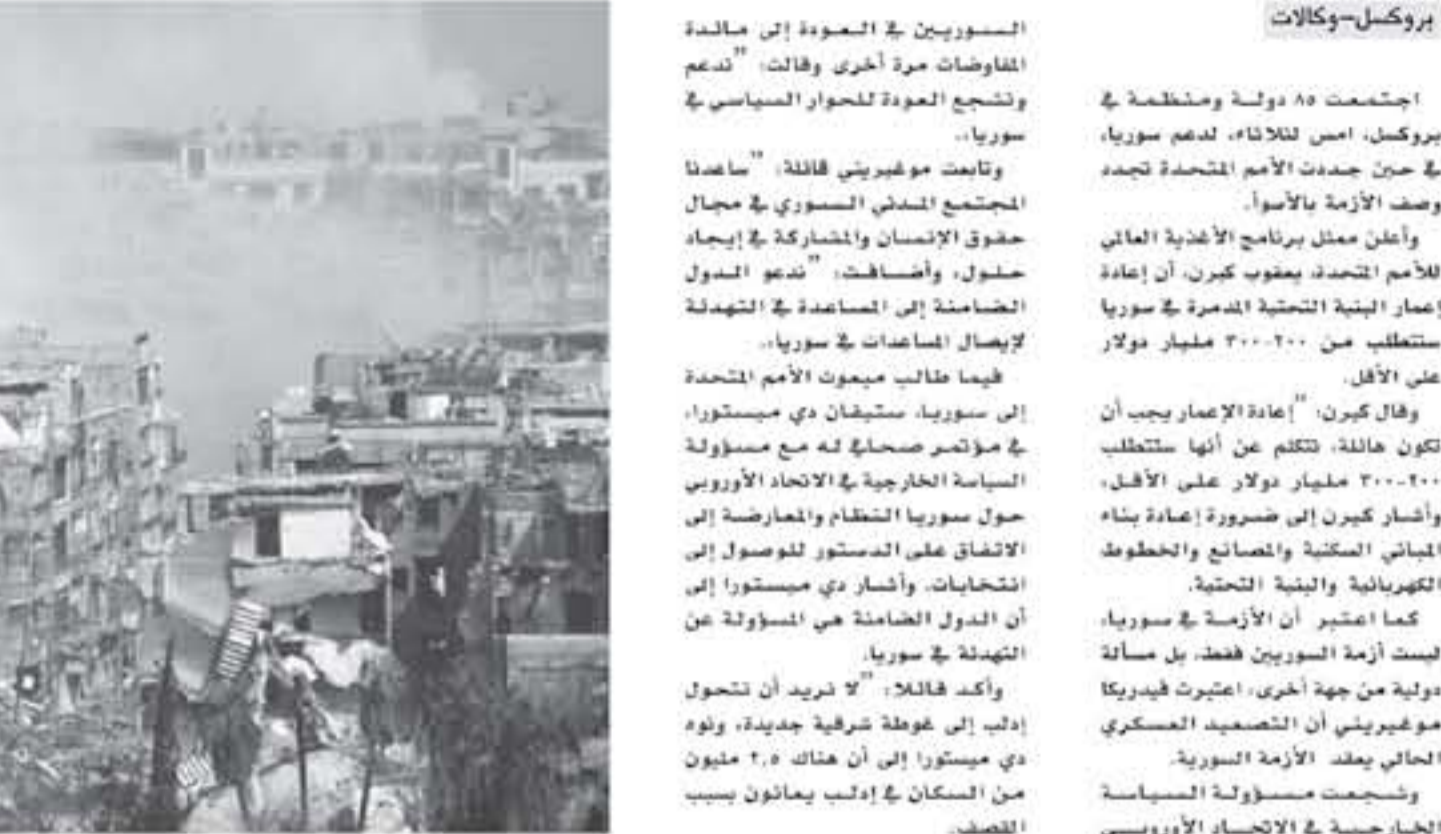 بروكسل-وكالات
اجتمعت ٨٥ دولة ومنظمة في
بروكسل، امس لثلاثاء، لدعم سوريا،
في حين جددت الأمم المتحدة تجدد
وصف الأزمة بالأسوأ.
وأعلن ممثل برنامج الأغذية العالمي
للأمم المتحدة، يعقوب كيرن، أن إعادة
إعمار البنية التحتية المدمرة في سوريا
ستتطلب من ٢٠٠-٣٠٠ مليار دولار
على الأقل.
وقال كيرن: "إعادة الإعمار يجب أن
تكون هائلة، نتكلم عن أنها ستتطلب
٢٠٠-٣٠٠ مليار دولار على الأقل،
وأشار كيرن إلى ضرورة إعادة بناء
المباني السكنية والمصانع والخطوط
الكهربائية والبنية التحتية.
كما اعتبر أن الأزمة في سوريا،
ليست أزمة السوريين فقط، بل مسألة
دولية من جهة أخرى، اعتبرت فيدريكا
موغيريني أن التصعيد العسكري
الحالي يعقد الأزمة السورية.
وشجعت مسؤولة السياسة
الخارجية في الاتحاد الأوروبي
السوريين في العودة إلى مائدة
المفاوضات مرة أخرى وقالت: "ندعم
ونشجع العودة للحوار السياسي في
سوريا،.
وتابعت موغيريني قائلة: "ساعدنا
المجتمع المدني السوري في مجال
حقوق الإنسان والمشاركة في إيجاد
حلول، وأضافت: "ندعو الدول
الضامنة إلى المساعدة في التهدئة
لإيصال المساعدات في سوريا،.
فيما طالب مبعوث الأمم المتحدة
إلى سوريا، ستيفان دي ميستورا،
في مؤتمر صحافي له مع مسؤولة
السياسة الخارجية في الاتحاد الأوروبي
حول سوريا النظام والمعارضة إلى
الاتفاق على الدستور للوصول إلى
انتخابات. وأشار دي ميستورا إلى
أن الدول الضامنة هي المسؤولة عن
التهدئة في سوريا.
وأكد قائلا: "لا نريد أن تتحول
إدلب إلى غوطة شرقية جديدة، ونوه
دي ميستورا إلى أن هناك ٢,٥ مليون
من السكان في إدلب يعانون بسبب
القصف.